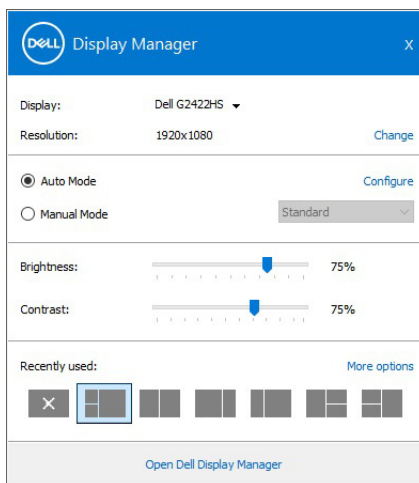 DELL Display Manager X
Display: Dell G2422HS
Resolution: 1920x1080 Change
Auto Mode Configure
Manual Mode Standard
Brightness: 75%
Contrast: 75%
Recently used: More options
Open Dell Display Manager